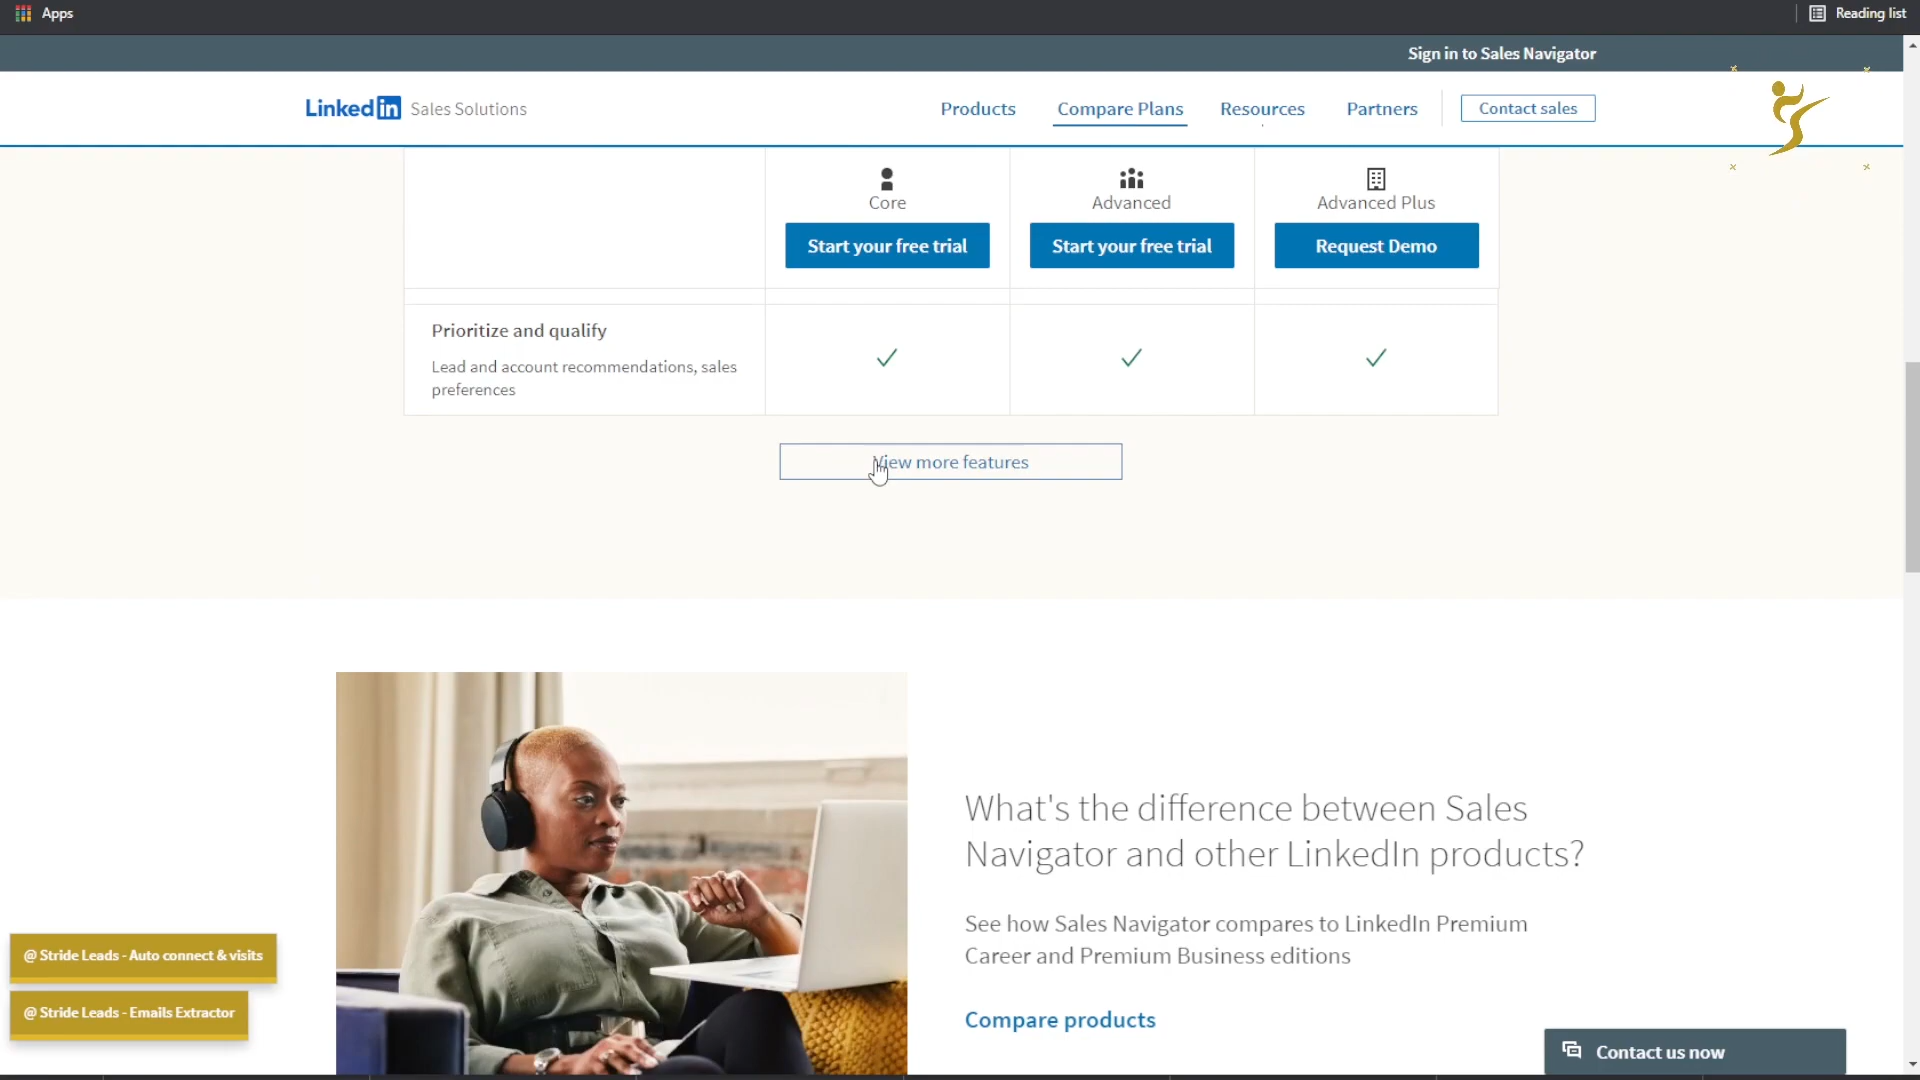 Apps
Reading list
Sign in to Sales Navigator
Linked in Sales Solutions
Products
Compare Plans
Resources
Partners
Contact sales
Core
Advanced
Advanced Plus
Start your free trial
Start your free trial
Request Demo
Prioritize and qualify
Lead and account recommendations, sales
preferences
View more features
What's the difference between Sales
Navigator and other LinkedIn products?
See how Sales Navigator compares to LinkedIn Premium
Career and Premium Business editions
Compare products
@ Stride Leads - Auto connect & visits
@ Stride Leads - Emails Extractor
Contact us now